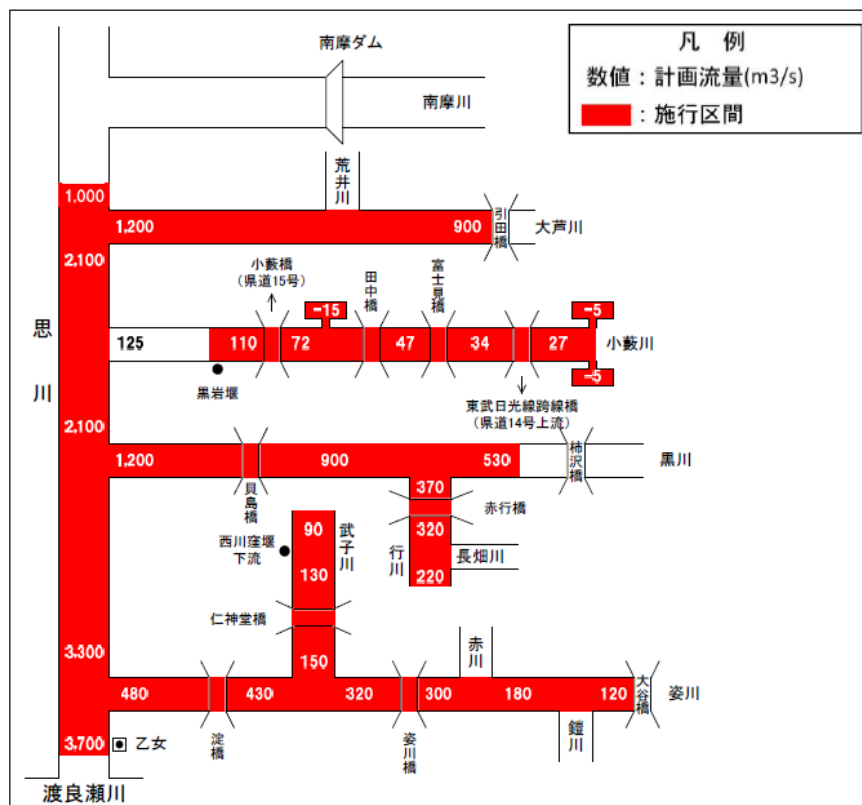 凡 例
数値：計画流量(m3/s)
：施行区間
南摩ダム
南摩川
荒井川
1,000
1,200
900
引田橋
大芦川
2,100
小藪橋
（県道15号）
田中橋
富士見橋
-15
-5
思川
125
110
72
47
34
27
小藪川
-5
黒岩堰
東武日光線跨線橋
（県道14号上流）
2,100
1,200
900
530
柿沢橋
黒川
貝島橋
370
赤行橋
320
行川
長畑川
220
武子川
90
西川窪堰
下流
130
仁神堂橋
150
赤川
3,300
480
430
320
300
180
120
大谷橋
姿川
淀橋
姿川橋
鎧川
3,700
乙女
渡良瀬川